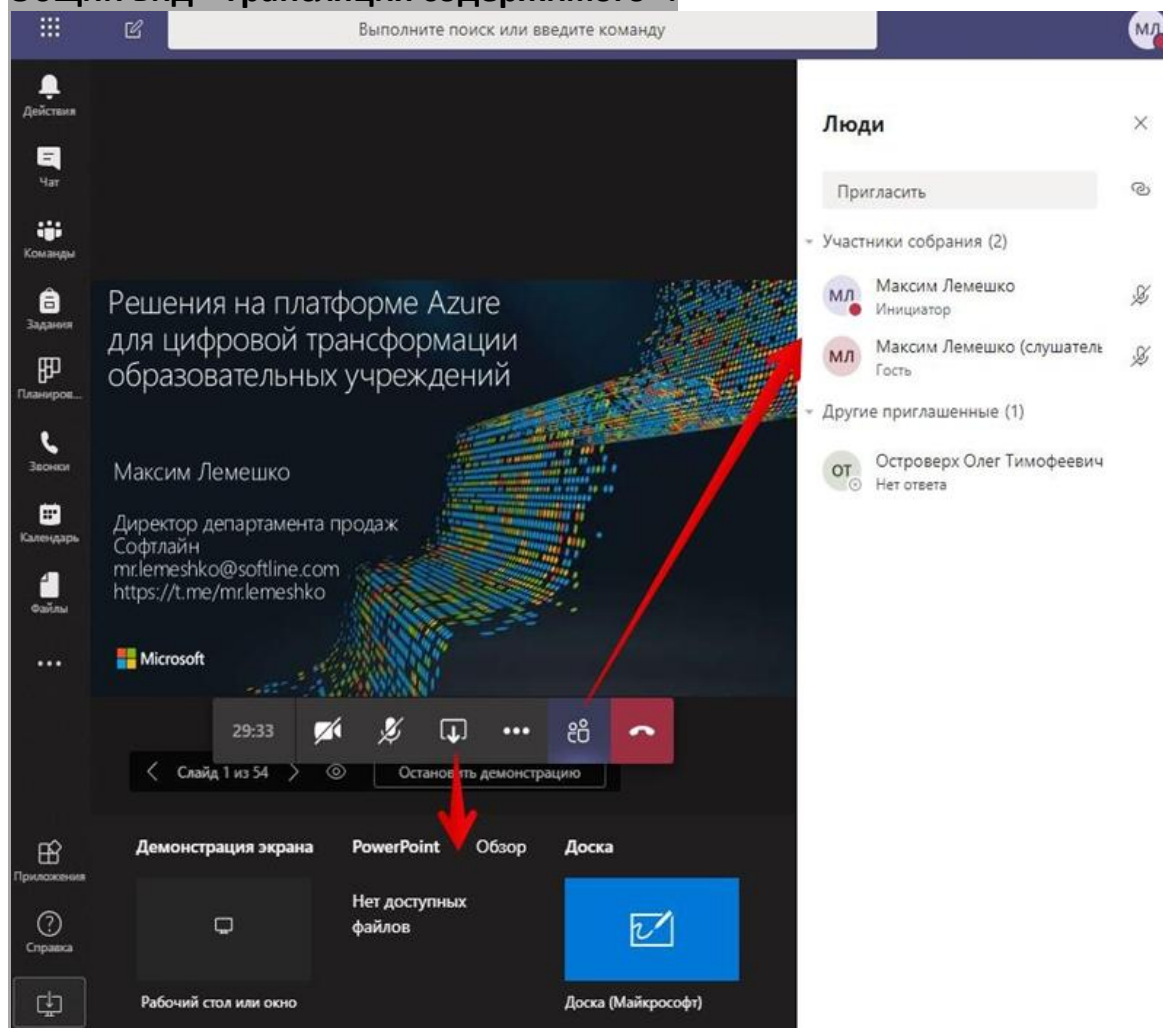 Общий вид "Трансляция содержимого":
Выполните поиск или введите команду
МЛ
Действия
Чат
Команды
Задания
Планиров...
Звонки
Календарь
Файлы
Приложения
Справка
Решения на платформе Azure
для цифровой трансформации
образовательных учреждений
Максим Лемешко
Директор департамента продаж
Софтлайн
mr.lemeshko@softline.com
https://t.me/mr.lemeshko
Microsoft
29:33
Слайд 1 из 54
Остановить демонстрацию
Демонстрация экрана
PowerPoint
Обзор
Доска
Нет доступных
файлов
Рабочий стол или окно
Доска (Майкрософт)
Люди
Пригласить
Участники собрания (2)
МЛ
Максим Лемешко
Инициатор
МЛ
Максим Лемешко (слушатель
Гость
Другие приглашенные (1)
ОТ
Островерх Олег Тимофеевич
Нет ответа